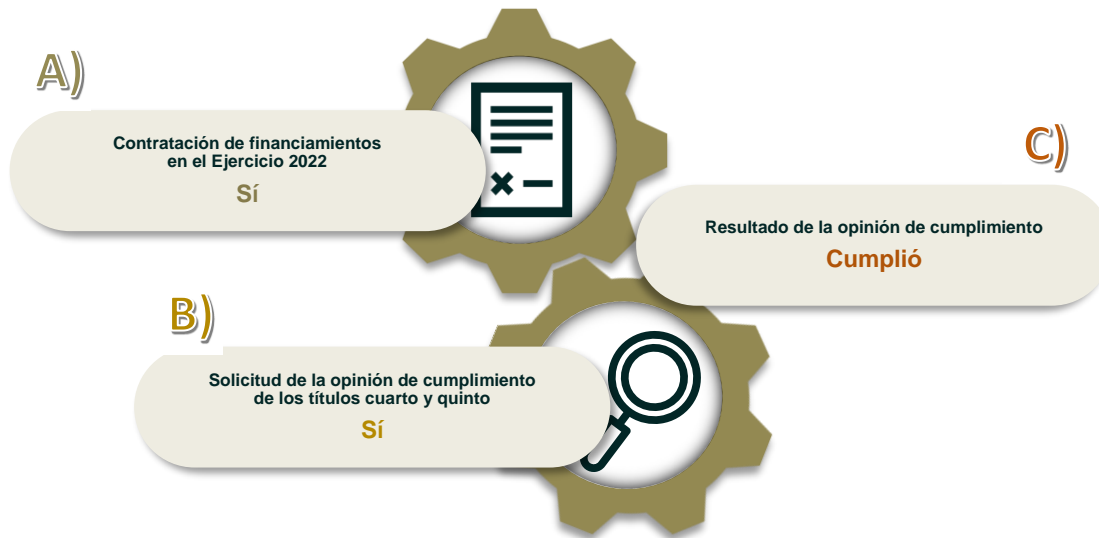 A)
Contratación de financiamientos
en el Ejercicio 2022
Sí
B)
Solicitud de la opinión de cumplimiento
de los títulos cuarto y quinto
Sí
C)
Resultado de la opinión de cumplimiento
Cumplió